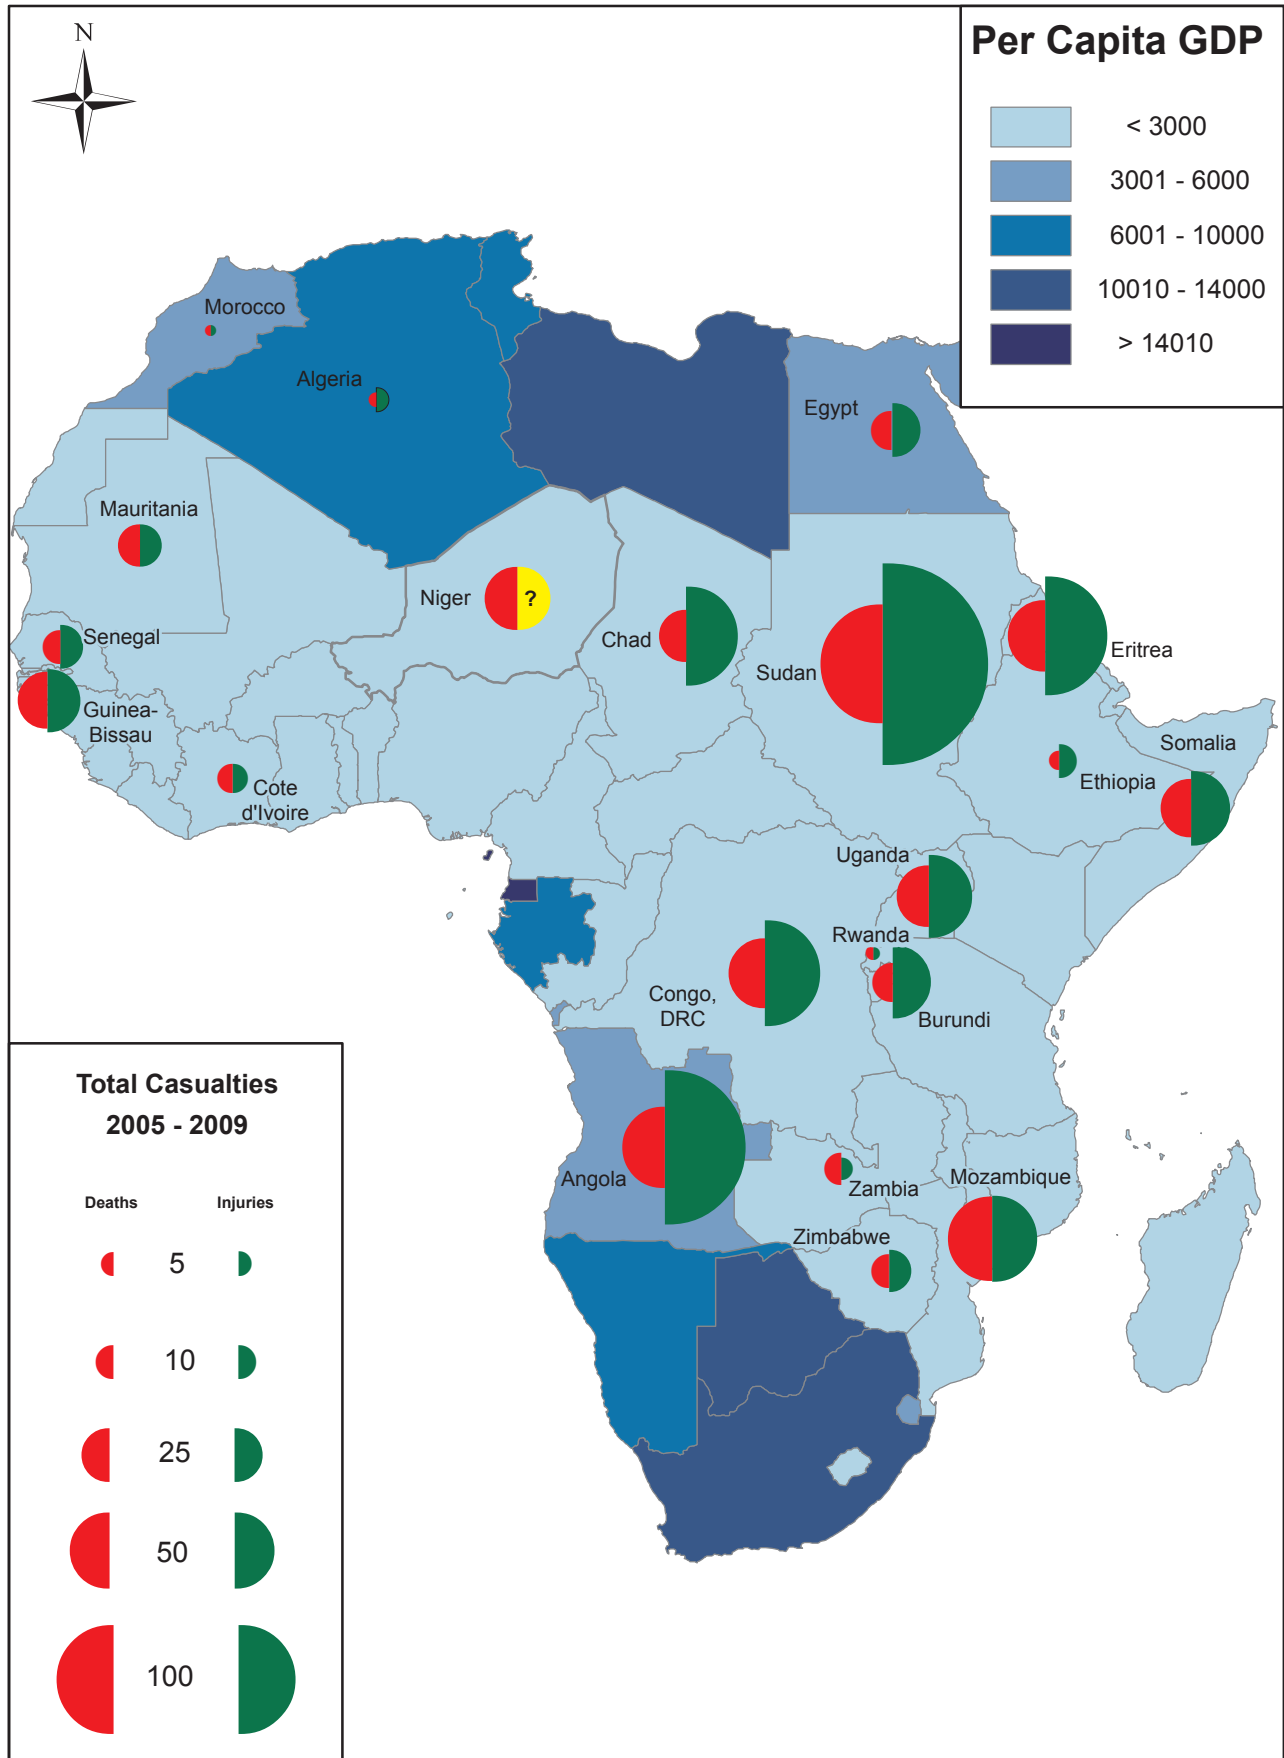 N
Per Capita GDP
< 3000
3001 - 6000
6001 - 10000
10010 - 14000
> 14010
Morocco
Algeria
Egypt
Mauritania
Niger
?
Chad
Sudan
Eritrea
Senegal
Guinea-
Bissau
Cote
d'Ivoire
Somalia
Ethiopia
Uganda
Rwanda
Burundi
Congo,
DRC
Angola
Zambia
Mozambique
Zimbabwe
Total Casualties
2005 - 2009
Deaths Injuries
5
10
25
50
100